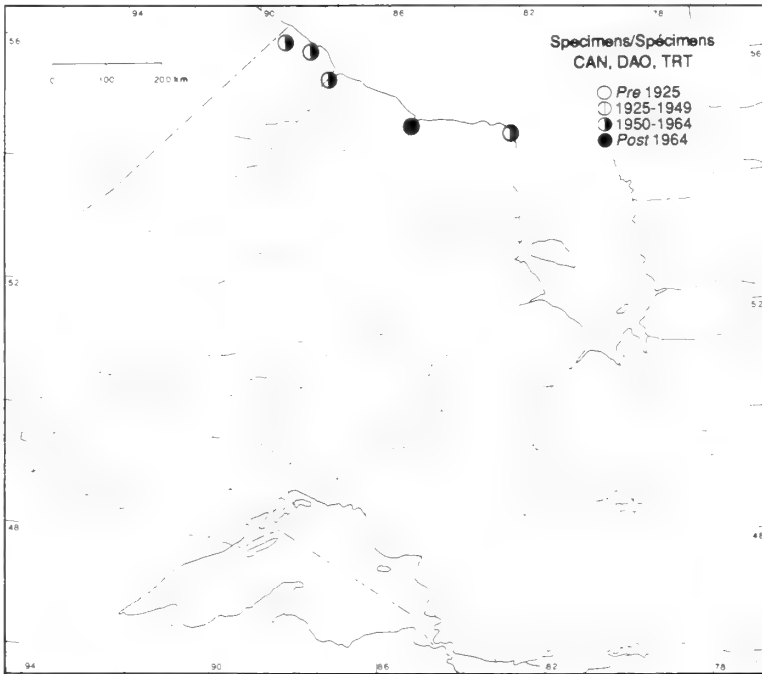 94 90 86 82 78
56 56
Specimens/Spécimens
CAN, DAO, TRT
0 100 200 km
Pre 1925
1925-1949
1950-1964
Post 1964
52 52
48 48
94 90 86 82 78